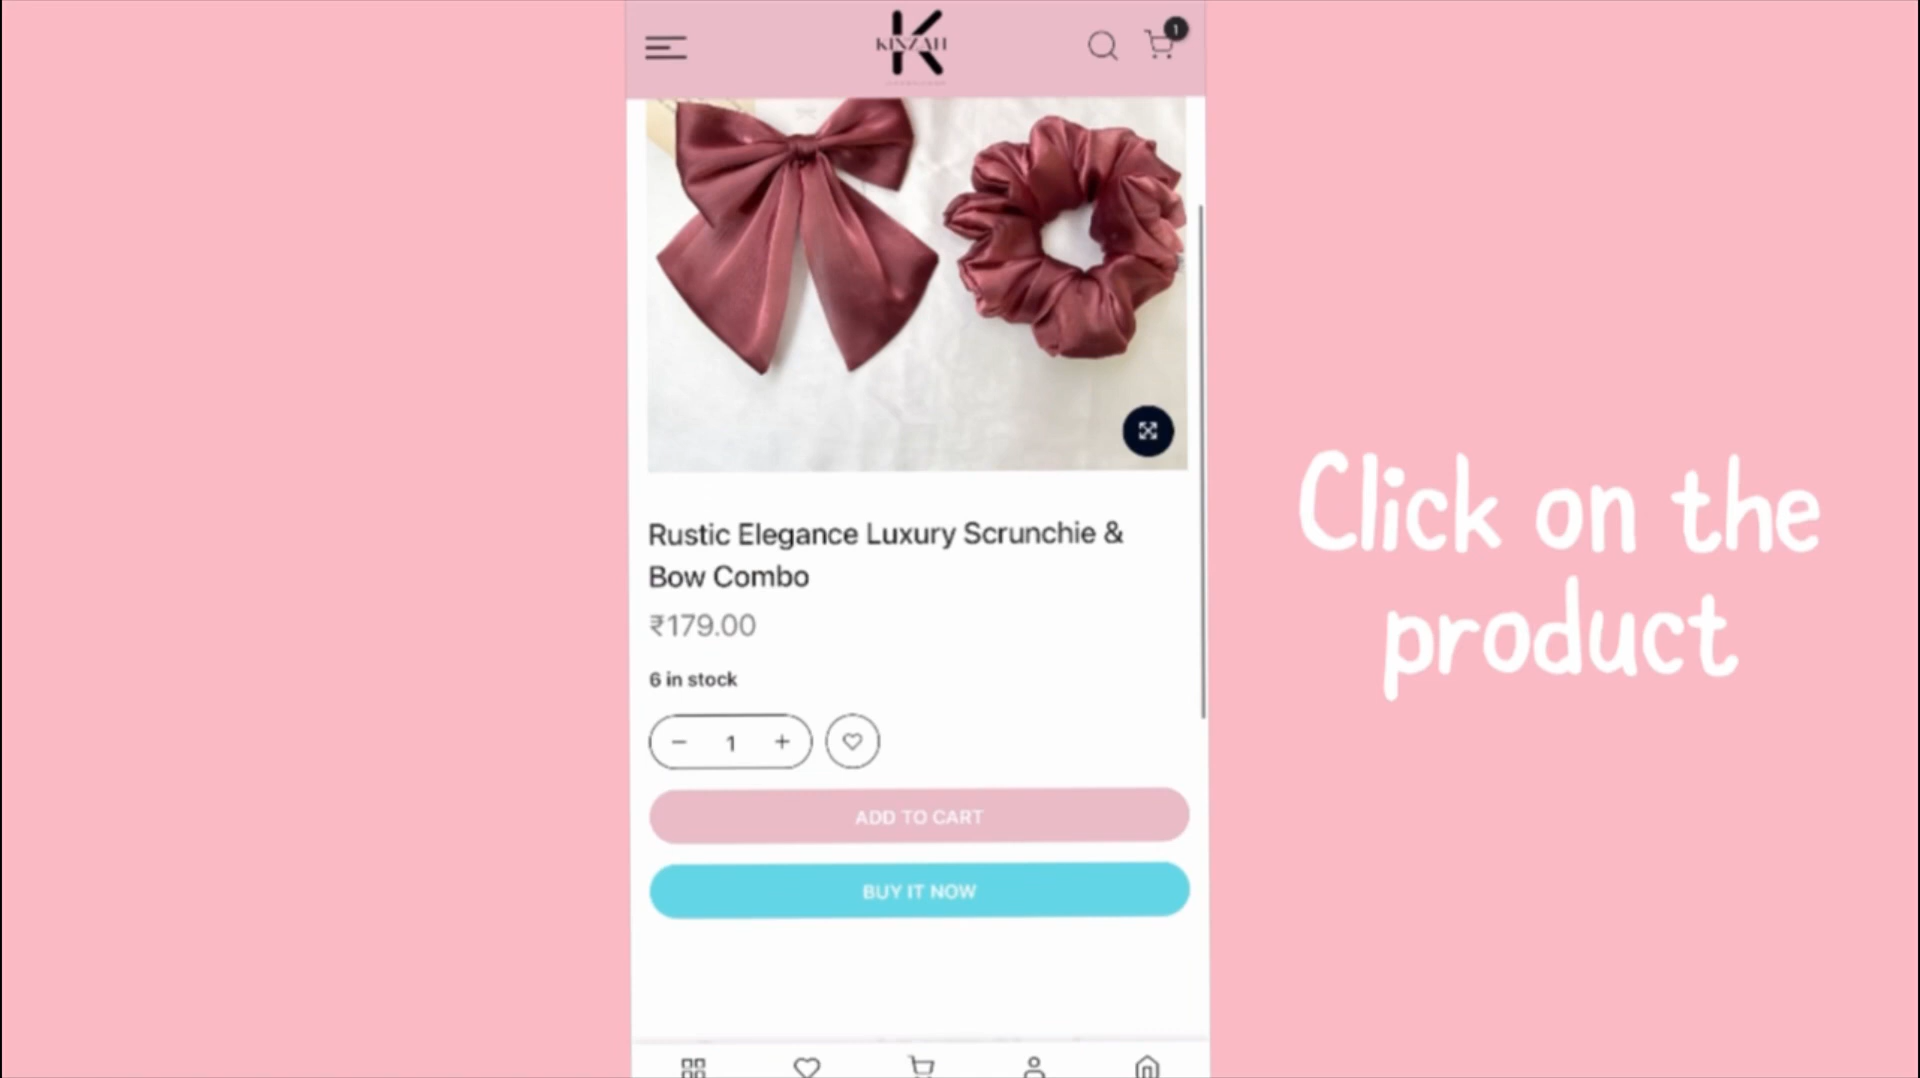 KINZAH
1
Rustic Elegance Luxury Scrunchie &
Bow Combo
₹179.00
6 in stock
− 1 +
ADD TO CART
BUY IT NOW
Click on the
product